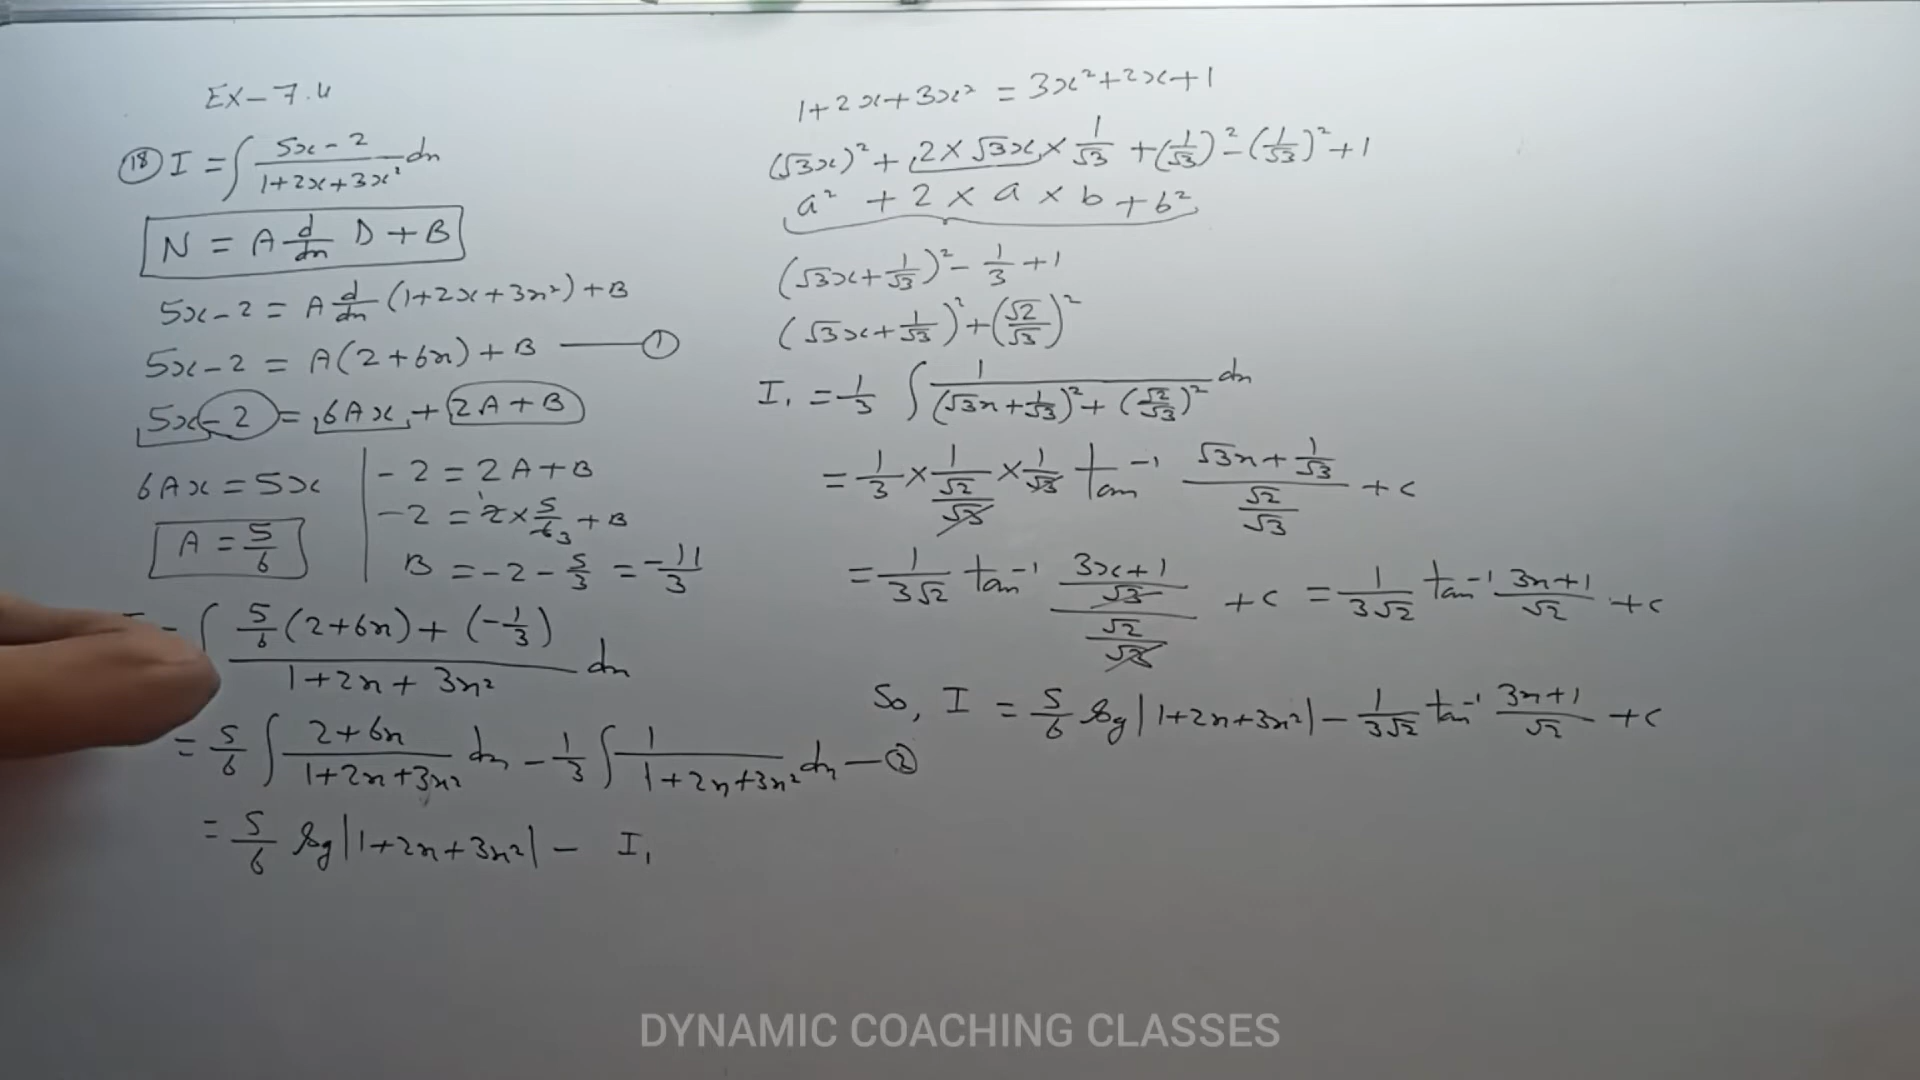 EX-7.4
(18) I = ∫ (5x-2)/(1+2x+3x²) dx
N = A d/dx D + B
5x-2 = A d/dx (1+2x+3x²) + B
5x-2 = A(2+6x) + B —— (1)
5x-2 = 6Ax + 2A+B
6Ax = 5x
A = 5/6
-2 = 2A+B
-2 = 2 × 5/6 3 + B
B = -2 - 5/3 = -11/3
= ∫ (5/6 (2+6x) + (-1/3))/(1+2x+3x²) dx
= 5/6 ∫ (2+6x)/(1+2x+3x²) dx - 1/3 ∫ 1/(1+2x+3x²) dx — (2)
= 5/6 log|1+2x+3x²| - I₁
1+2x+3x² = 3x²+2x+1
(√3x)² + 2×√3x × 1/√3 + (1/√3)² - (1/√3)² + 1
a² + 2 × a × b + b²
(√3x + 1/√3)² - 1/3 + 1
(√3x + 1/√3)² + (√2/√3)²
I₁ = 1/3 ∫ 1/((√3x + 1/√3)² + (√2/√3)²) dx
= 1/3 × 1/(√2/√3) × 1/√3 tan⁻¹ (√3x + 1/√3)/(√2/√3) + c
= 1/(3√2) tan⁻¹ ((3x+1)/√3)/(√2/√3) + c = 1/(3√2) tan⁻¹ (3x+1)/√2 + c
So, I = 5/6 log|1+2x+3x²| - 1/(3√2) tan⁻¹ (3x+1)/√2 + c
DYNAMIC COACHING CLASSES